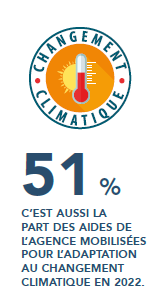 CHANGEMENT
CLIMATIQUE
51 %
C'EST AUSSI LA
PART DES AIDES DE
L'AGENCE MOBILISÉES
POUR L'ADAPTATION
AU CHANGEMENT
CLIMATIQUE EN 2022.